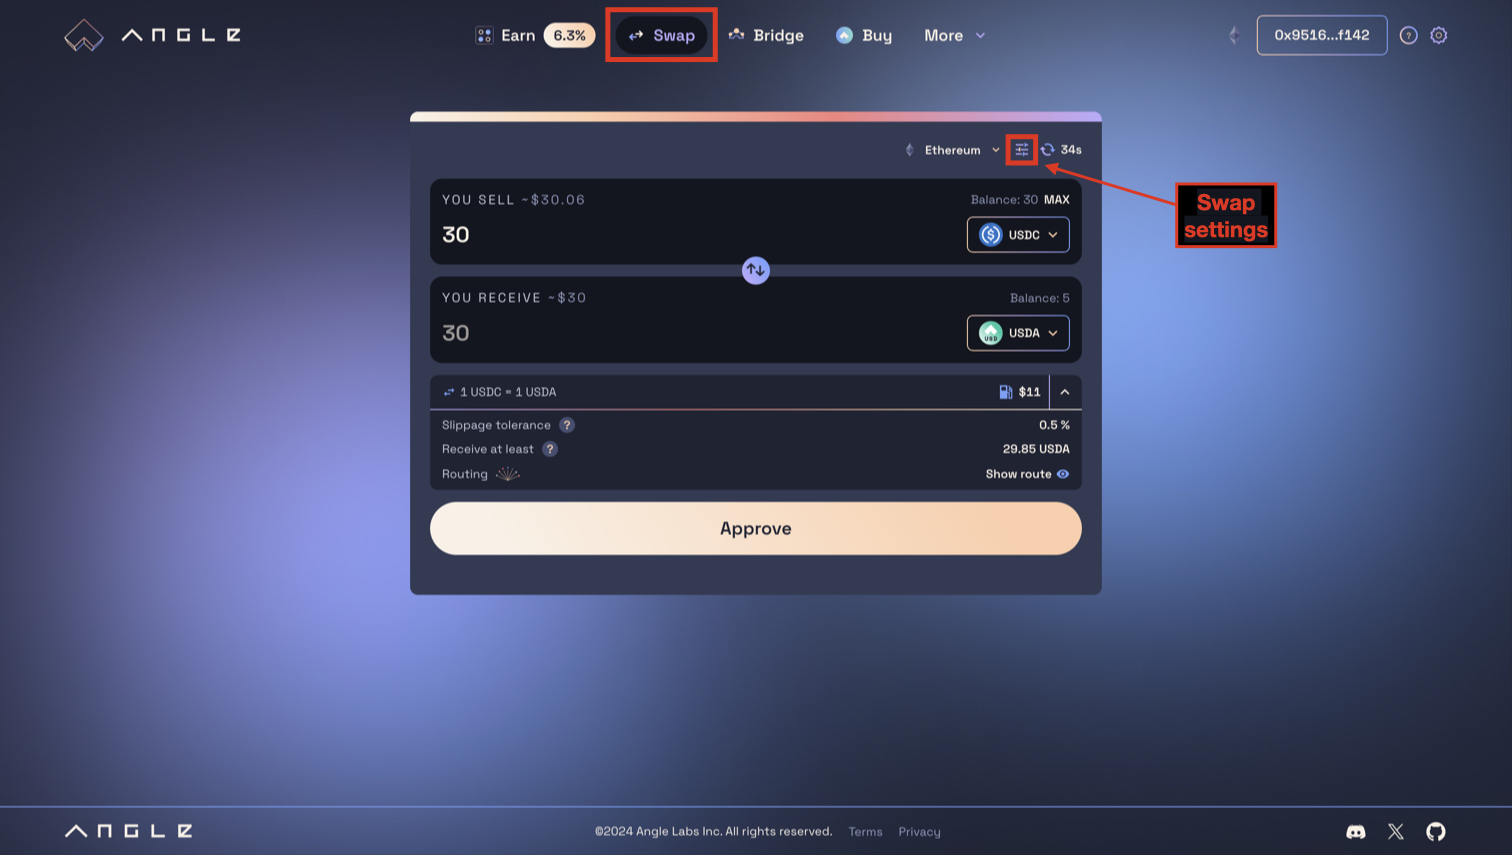 ANGLE
Earn 6.3%
Swap
Bridge
Buy
More
0x9516...f142
?
Ethereum
34s
Swap
settings
YOU SELL ~$30.06
Balance: 30 MAX
30
USDC
YOU RECEIVE ~$30
Balance: 5
30
USD
USDA
1 USDC = 1 USDA
$11
Slippage tolerance ?
0.5 %
Receive at least ?
29.85 USDA
Routing
Show route
Approve
ANGLE
©2024 Angle Labs Inc. All rights reserved.
Terms
Privacy